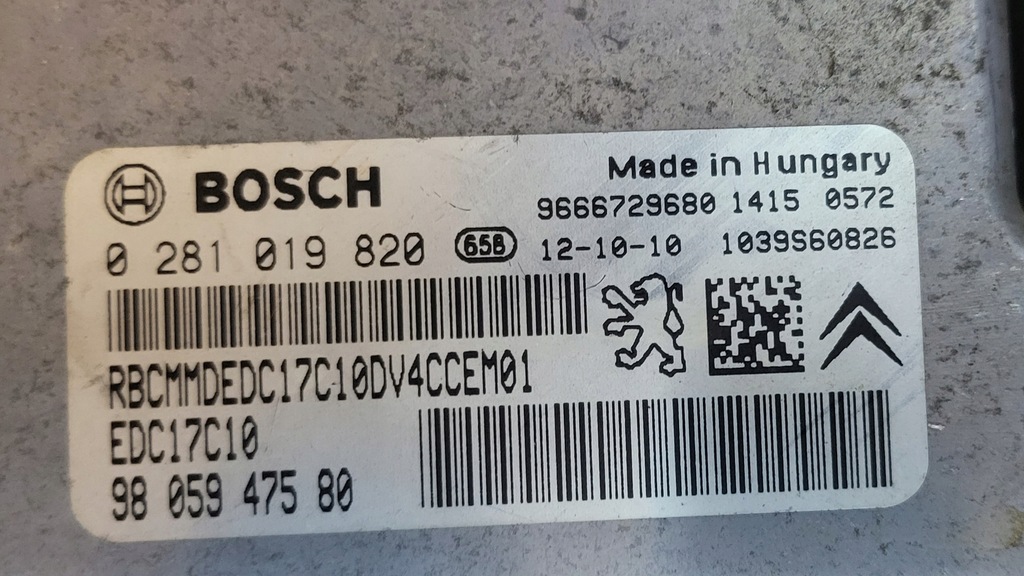 BOSCH
Made in Hungary
9666729680 1415 0572
0 281 019 820 65B 12-10-10 1039S60826
RBCMMDEDC17C10DV4CCEM01
EDC17C10
98 059 475 80